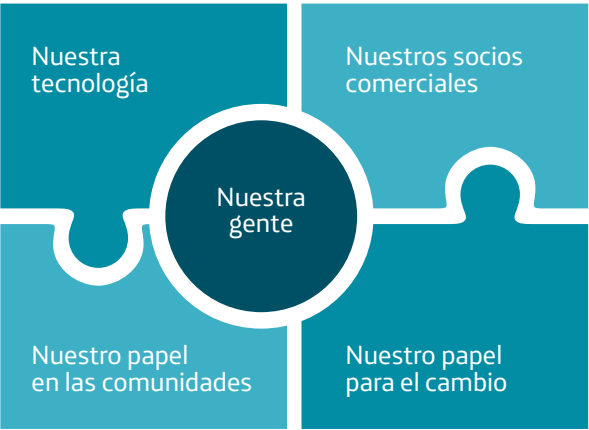 Nuestra
tecnología
Nuestros socios
comerciales
Nuestra
gente
Nuestro papel
en las comunidades
Nuestro papel
para el cambio